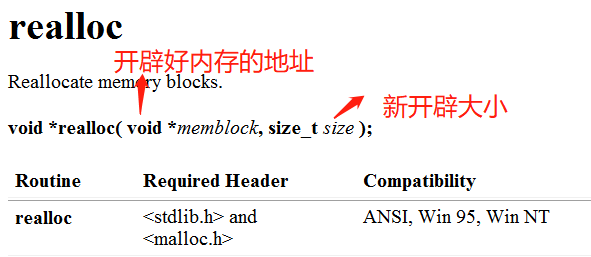 realloc
开辟好内存的地址
Reallocate memory blocks.
新开辟大小
void *realloc( void *memblock, size_t size );
Routine Required Header Compatibility
realloc <stdlib.h> and ANSI, Win 95, Win NT
<malloc.h>